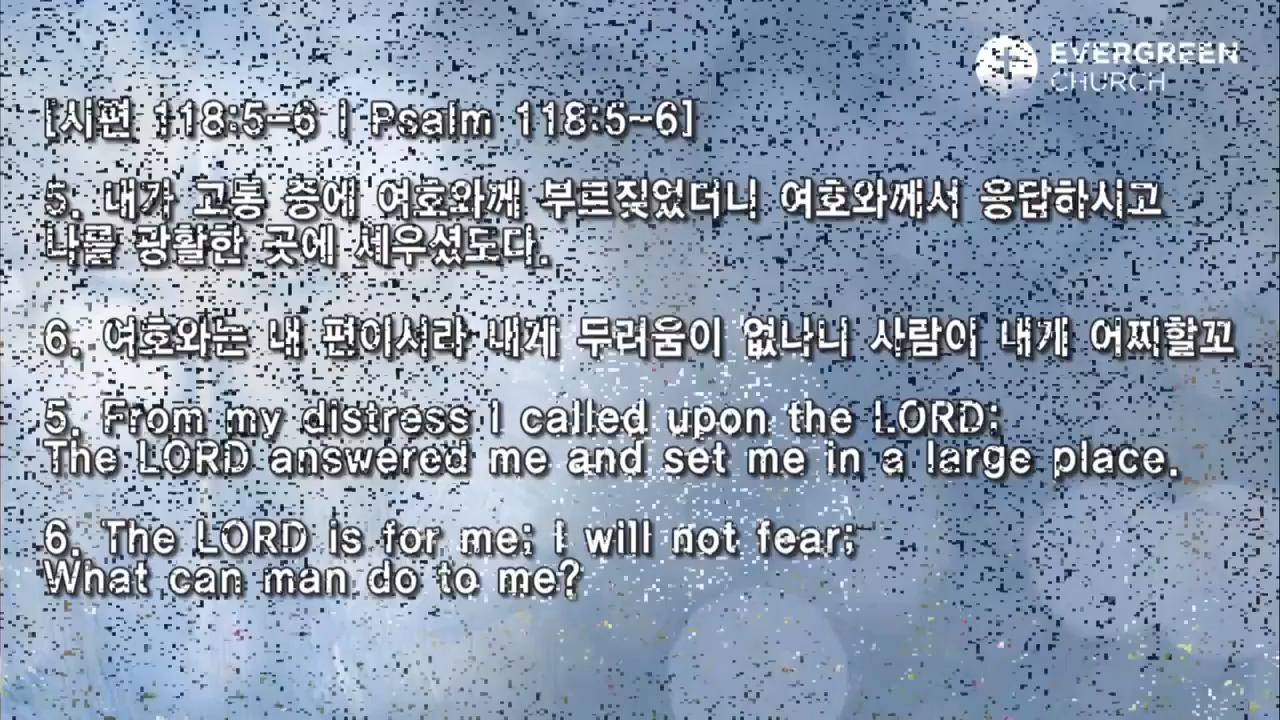 EVERGREEN
CHURCH
[시편 118:5-6 | Psalm 118:5-6]
5. 내가 고통 중에 여호와께 부르짖었더니 여호와께서 응답하시고
나를 광활한 곳에 세우셨도다.
6. 여호와는 내 편이시라 내게 두려움이 없나니 사람이 내게 어찌할꼬
5. From my distress I called upon the LORD;
The LORD answered me and set me in a large place.
6. The LORD is for me; I will not fear;
What can man do to me?